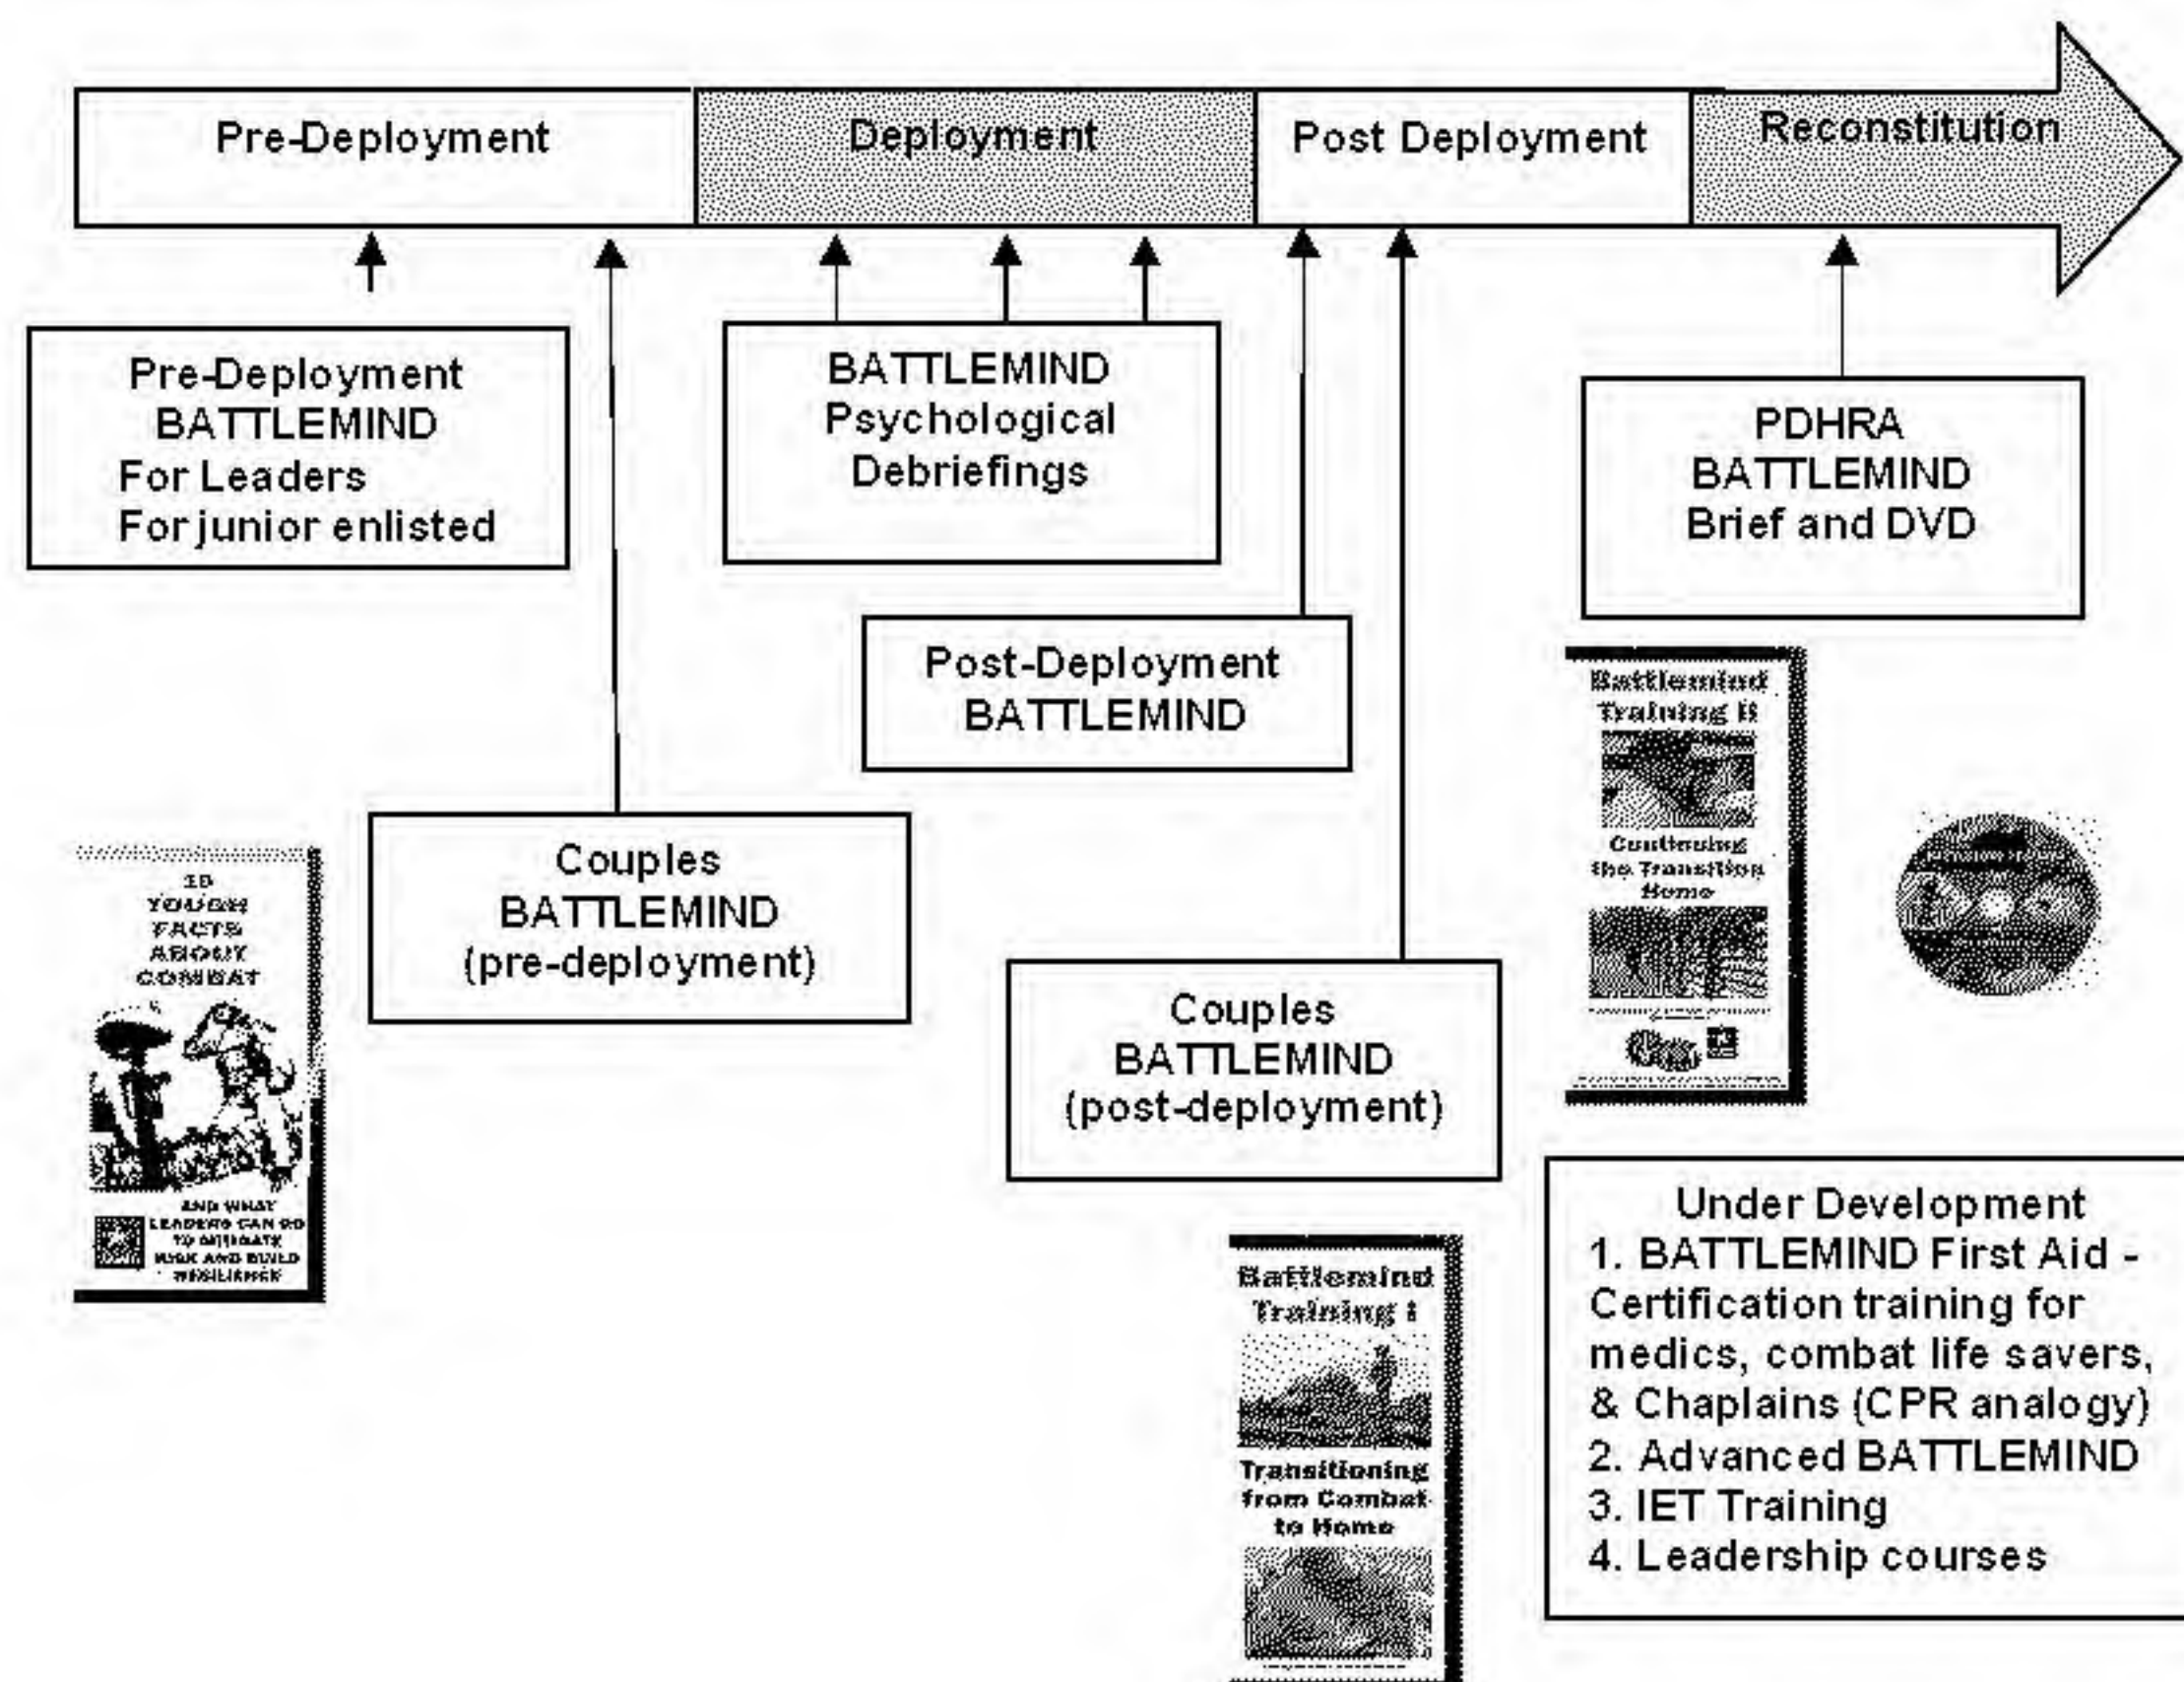 Pre-Deployment
Deployment
Post Deployment
Reconstitution
Pre-Deployment
BATTLEMIND
For Leaders
For junior enlisted
BATTLEMIND
Psychological
Debriefings
PDHRA
BATTLEMIND
Brief and DVD
Post-Deployment
BATTLEMIND
Couples
BATTLEMIND
(pre-deployment)
Couples
BATTLEMIND
(post-deployment)
10
TOUGH
FACTS
ABOUT
COMBAT
AND WHAT
LEADERS CAN DO
TO MITIGATE
RISK AND BUILD
RESILIENCE
Battlemind
Training II
Continuing
the Transition
Home
Battlemind
Training I
Transitioning
from Combat
to Home
Under Development
1. BATTLEMIND First Aid -
Certification training for
medics, combat life savers,
& Chaplains (CPR analogy)
2. Advanced BATTLEMIND
3. IET Training
4. Leadership courses